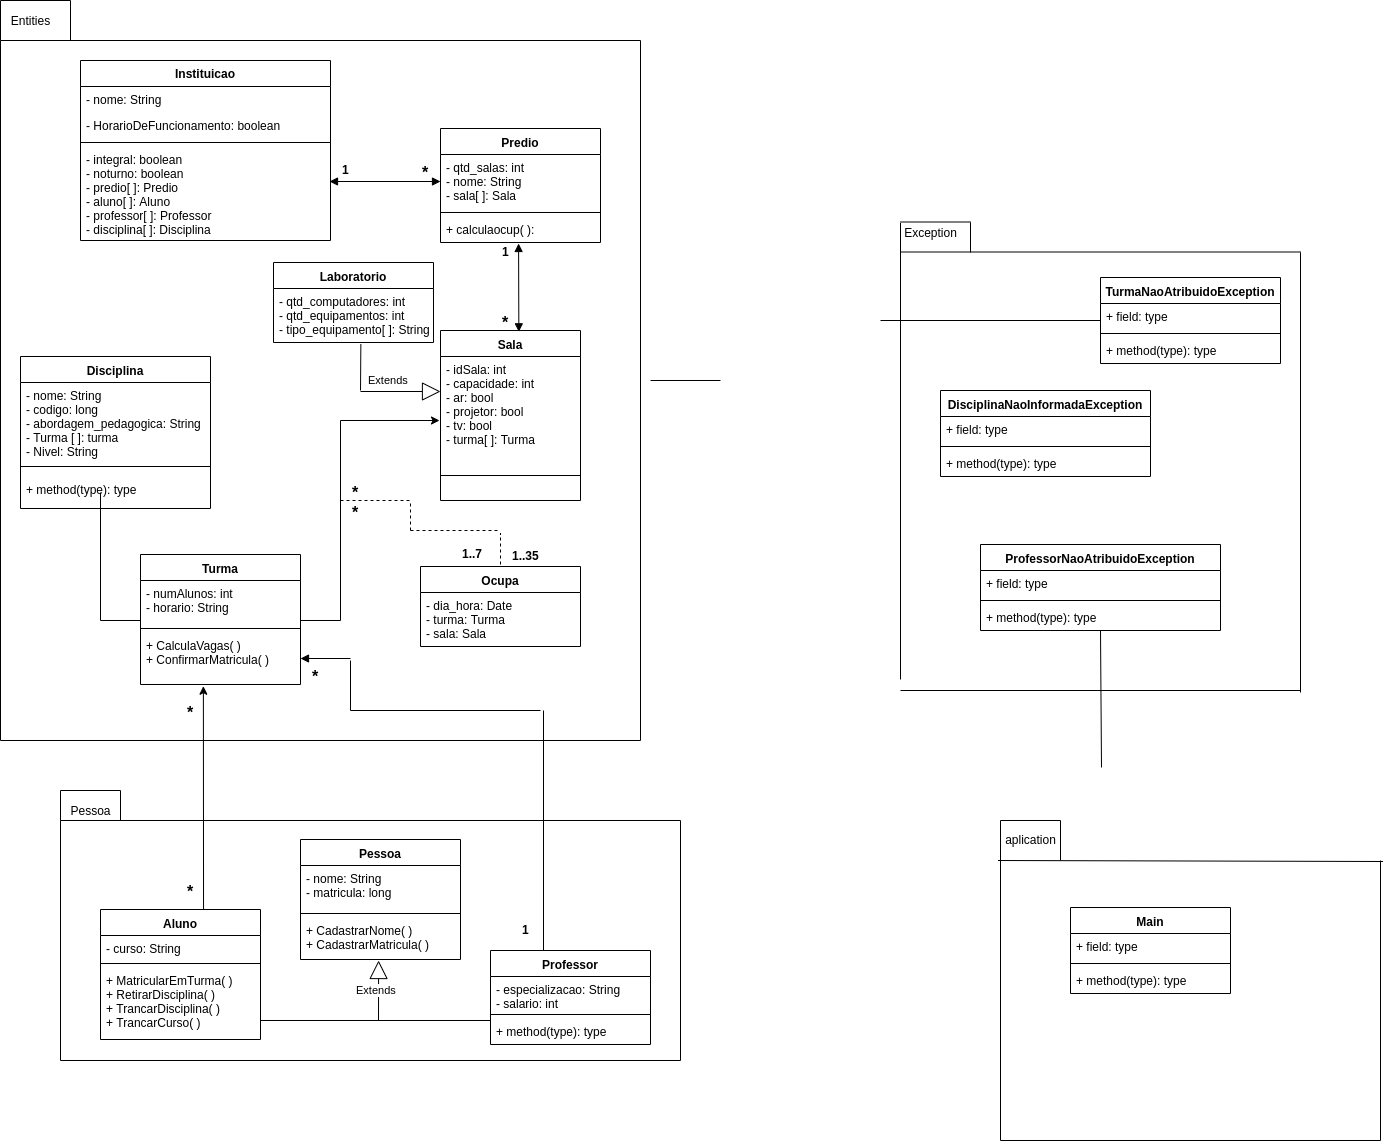 Entities
Instituicao
- nome: String
- HorarioDeFuncionamento: boolean
- integral: boolean
- noturno: boolean
- predio[ ]: Predio
- aluno[ ]: Aluno
- professor[ ]: Professor
- disciplina[ ]: Disciplina
1
*
Predio
- qtd_salas: int
- nome: String
- sala[ ]: Sala
+ calculaocup( ):
1
*
Laboratorio
- qtd_computadores: int
- qtd_equipamentos: int
- tipo_equipamento[ ]: String
Extends
Sala
- idSala: int
- capacidade: int
- ar: bool
- projetor: bool
- tv: bool
- turma[ ]: Turma
Disciplina
- nome: String
- codigo: long
- abordagem_pedagogica: String
- Turma [ ]: turma
- Nivel: String
+ method(type): type
*
*
1..7
1..35
Turma
- numAlunos: int
- horario: String
+ CalculaVagas( )
+ ConfirmarMatricula( )
Ocupa
- dia_hora: Date
- turma: Turma
- sala: Sala
*
*
Pessoa
Pessoa
- nome: String
- matricula: long
+ CadastrarNome( )
+ CadastrarMatricula( )
*
Aluno
- curso: String
+ MatricularEmTurma( )
+ RetirarDisciplina( )
+ TrancarDisciplina( )
+ TrancarCurso( )
Extends
1
Professor
- especializacao: String
- salario: int
+ method(type): type
Exception
TurmaNaoAtribuidoException
+ field: type
+ method(type): type
DisciplinaNaoInformadaException
+ field: type
+ method(type): type
ProfessorNaoAtribuidoException
+ field: type
+ method(type): type
aplication
Main
+ field: type
+ method(type): type